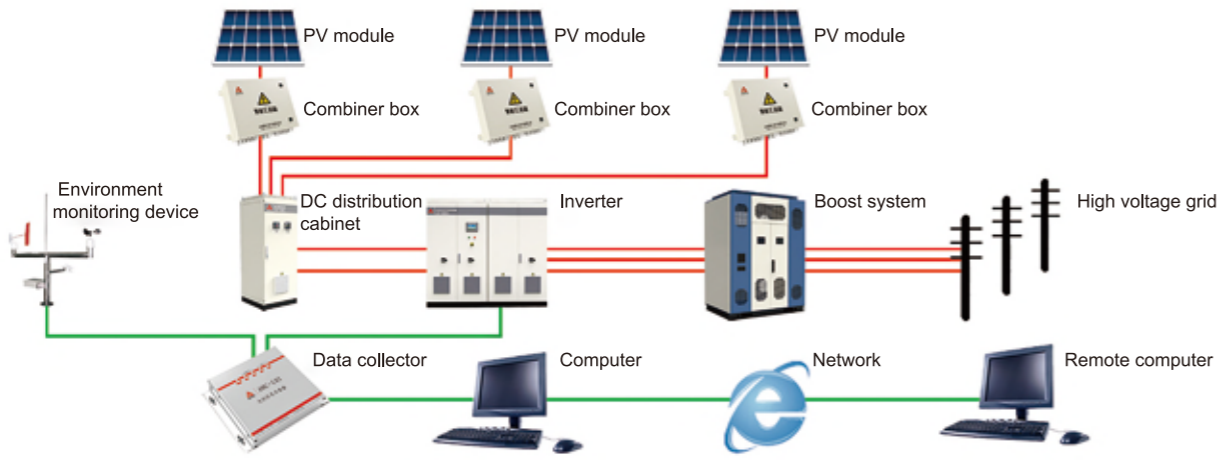 PV module
PV module
PV module
Combiner box
Combiner box
Combiner box
Environment
monitoring device
DC distribution
cabinet
Inverter
Boost system
High voltage grid
Data collector
Computer
Network
Remote computer